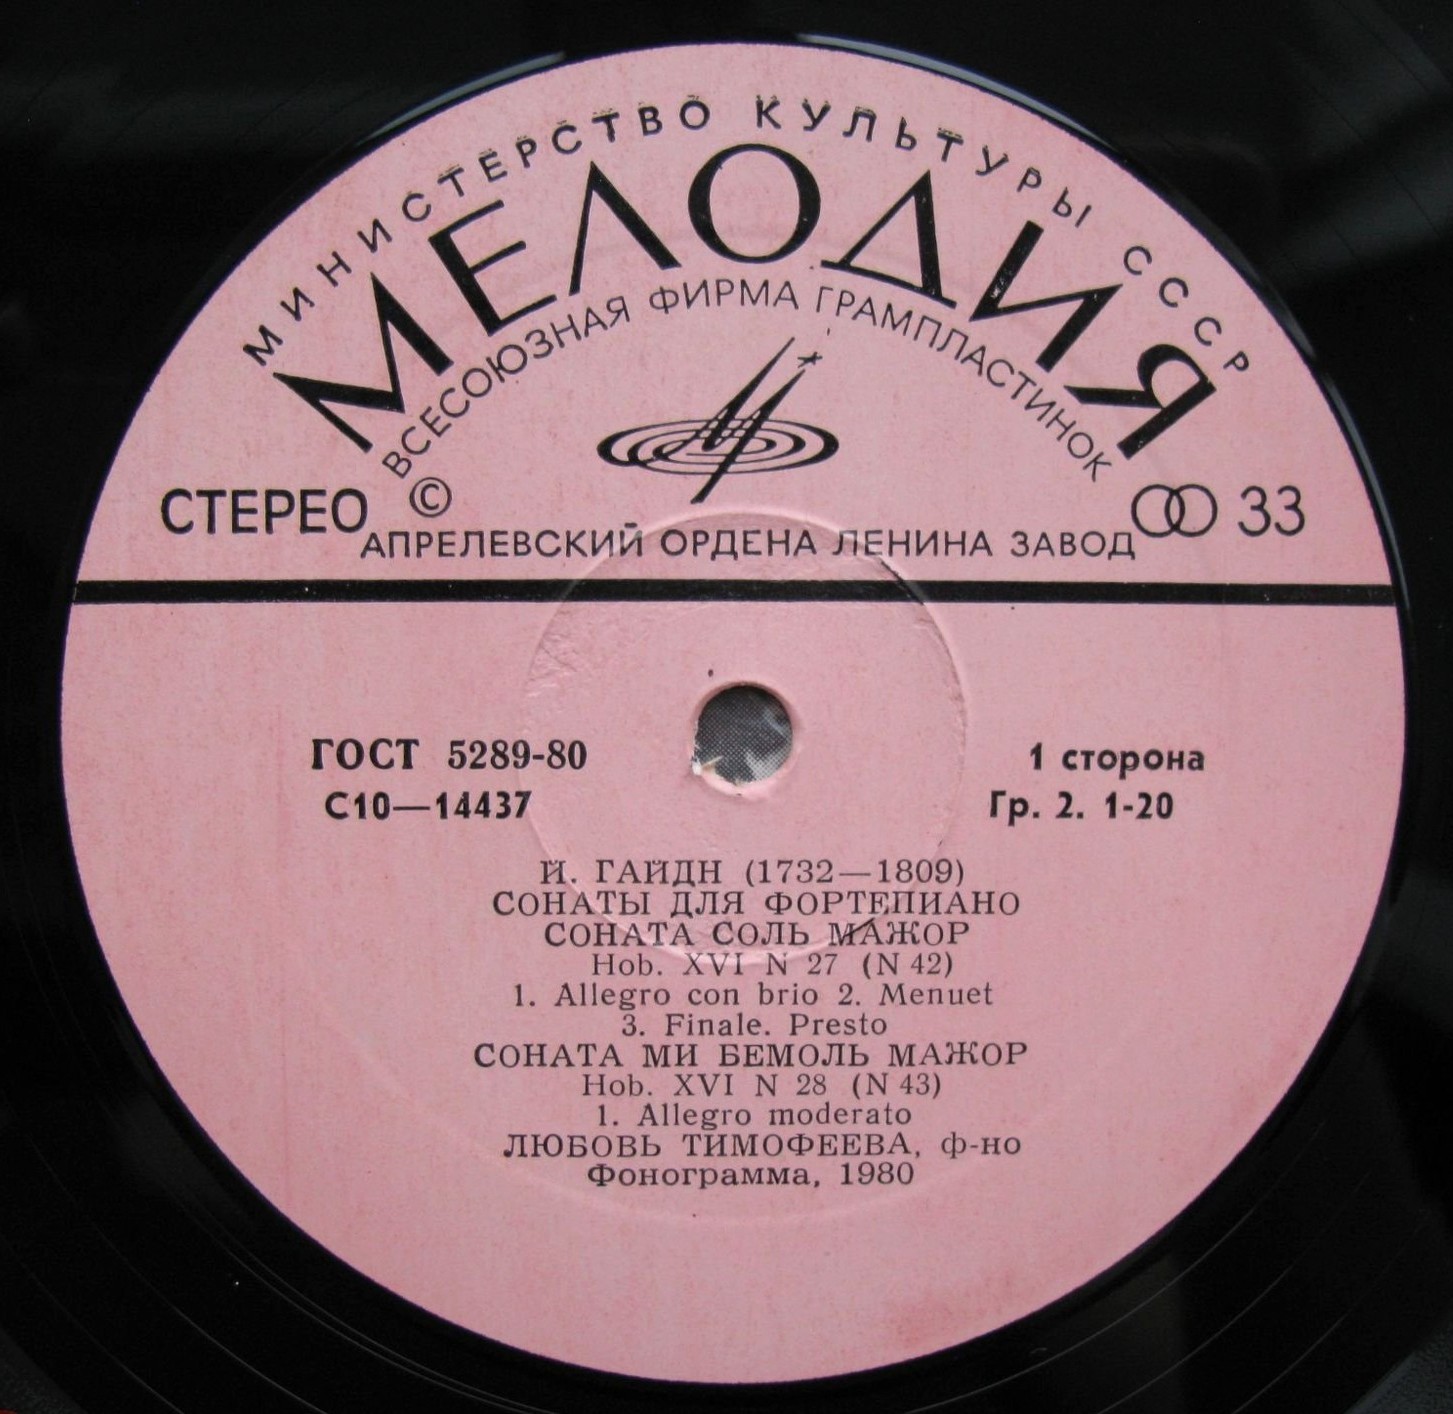 МИНИСТЕРСТВО КУЛЬТУРЫ СССР
МЕЛОДИЯ
ВСЕСОЮЗНАЯ ФИРМА ГРАМПЛАСТИНОК
СТЕРЕО © 33
АПРЕЛЕВСКИЙ ОРДЕНА ЛЕНИНА ЗАВОД
ГОСТ 5289-80 1 сторона
С10—14437 Гр. 2. 1-20
Й. ГАЙДН (1732—1809)
СОНАТЫ ДЛЯ ФОРТЕПИАНО
СОНАТА СОЛЬ МАЖОР
Hob. XVI N 27 (N 42)
1. Allegro con brio 2. Menuet
3. Finale. Presto
СОНАТА МИ БЕМОЛЬ МАЖОР
Hob. XVI N 28 (N 43)
1. Allegro moderato
ЛЮБОВЬ ТИМОФЕЕВА, ф-но
Фонограмма, 1980